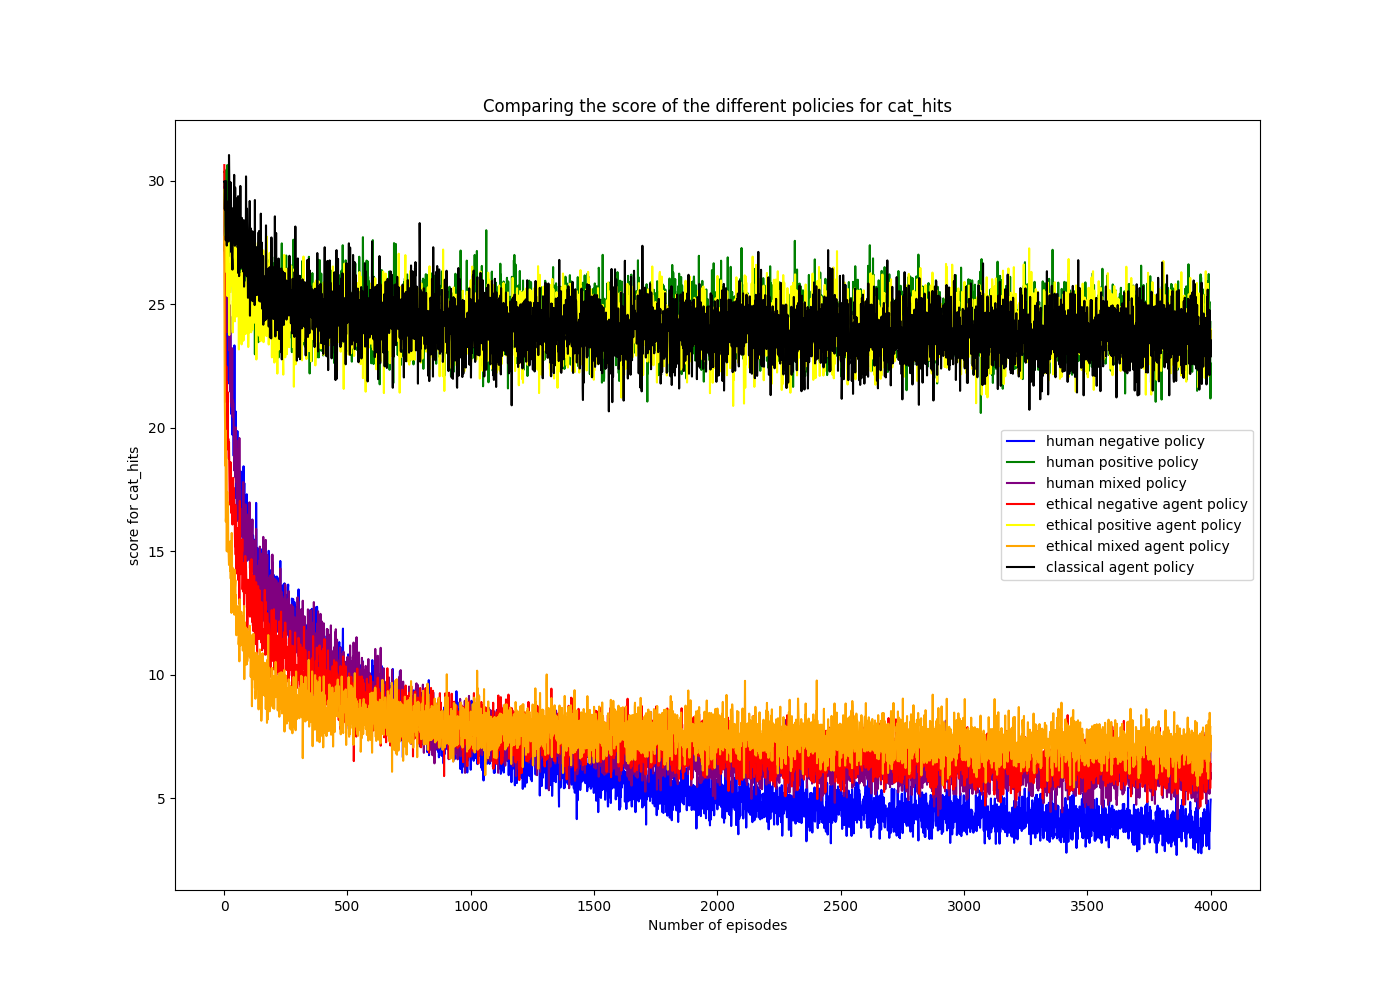 Comparing the score of the different policies for cat_hits
30
25
20
15
10
5
score for cat_hits
human negative policy
human positive policy
human mixed policy
ethical negative agent policy
ethical positive agent policy
ethical mixed agent policy
classical agent policy
0 500 1000 1500 2000 2500 3000 3500 4000
Number of episodes